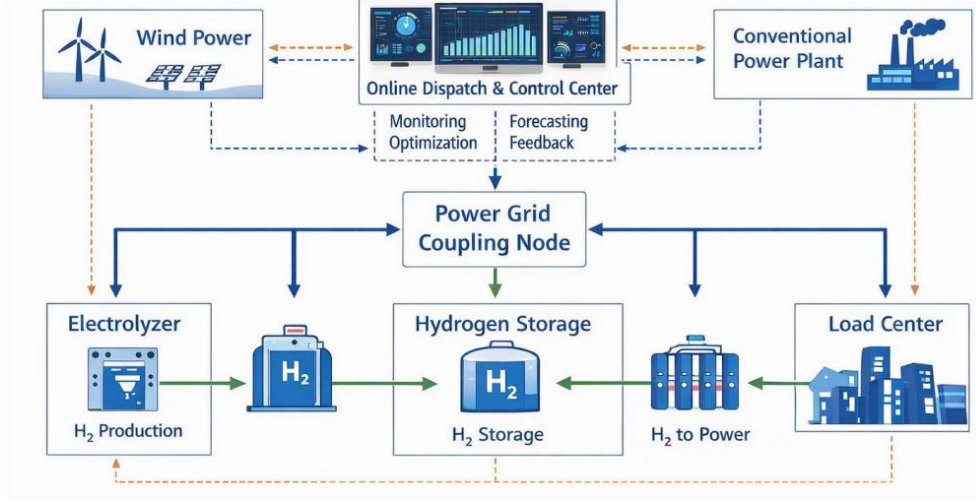 Wind Power
Online Dispatch & Control Center
Conventional
Power Plant
Monitoring
Optimization
Forecasting
Feedback
Power Grid
Coupling Node
Electrolyzer
H₂ Production
H₂
Hydrogen Storage
H₂
H₂ Storage
H₂ to Power
Load Center